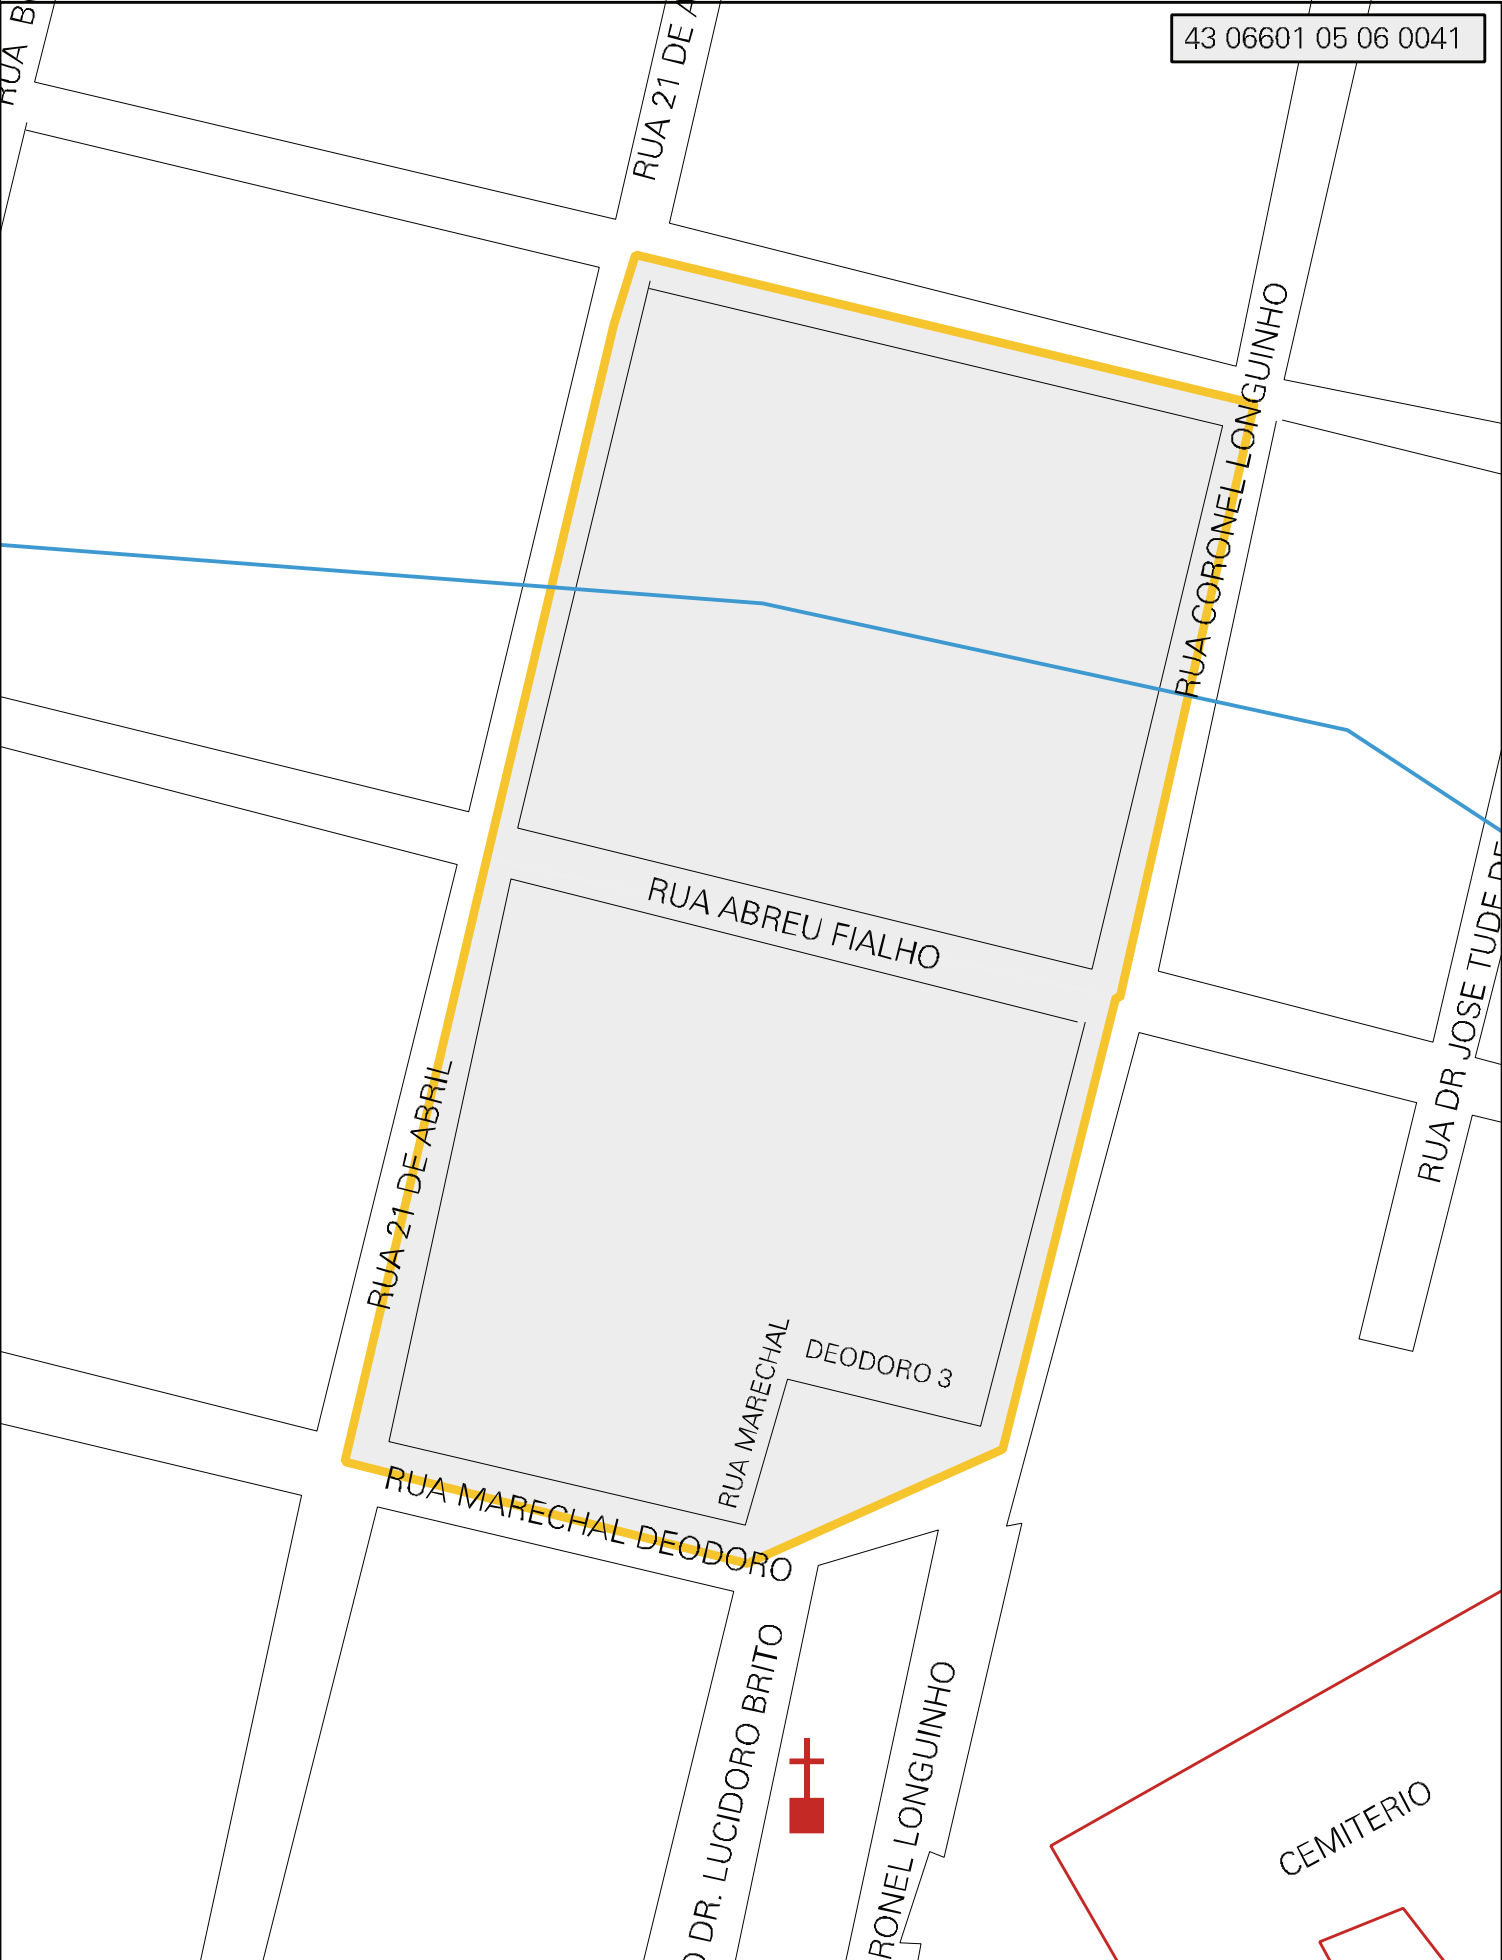 43 06601 05 06 0041
RUA
RUA 21 DE
RUA CORONEL LONGUINHO
RUA ABREU FIALHO
RUA DR JOSE TUDE
RUA 21 DE ABRIL
RUA MARECHAL
DEODORO 3
RUA MARECHAL DEODORO
DR. LUCIDORO BRITO
RONEL LONGUINHO
CEMITERIO